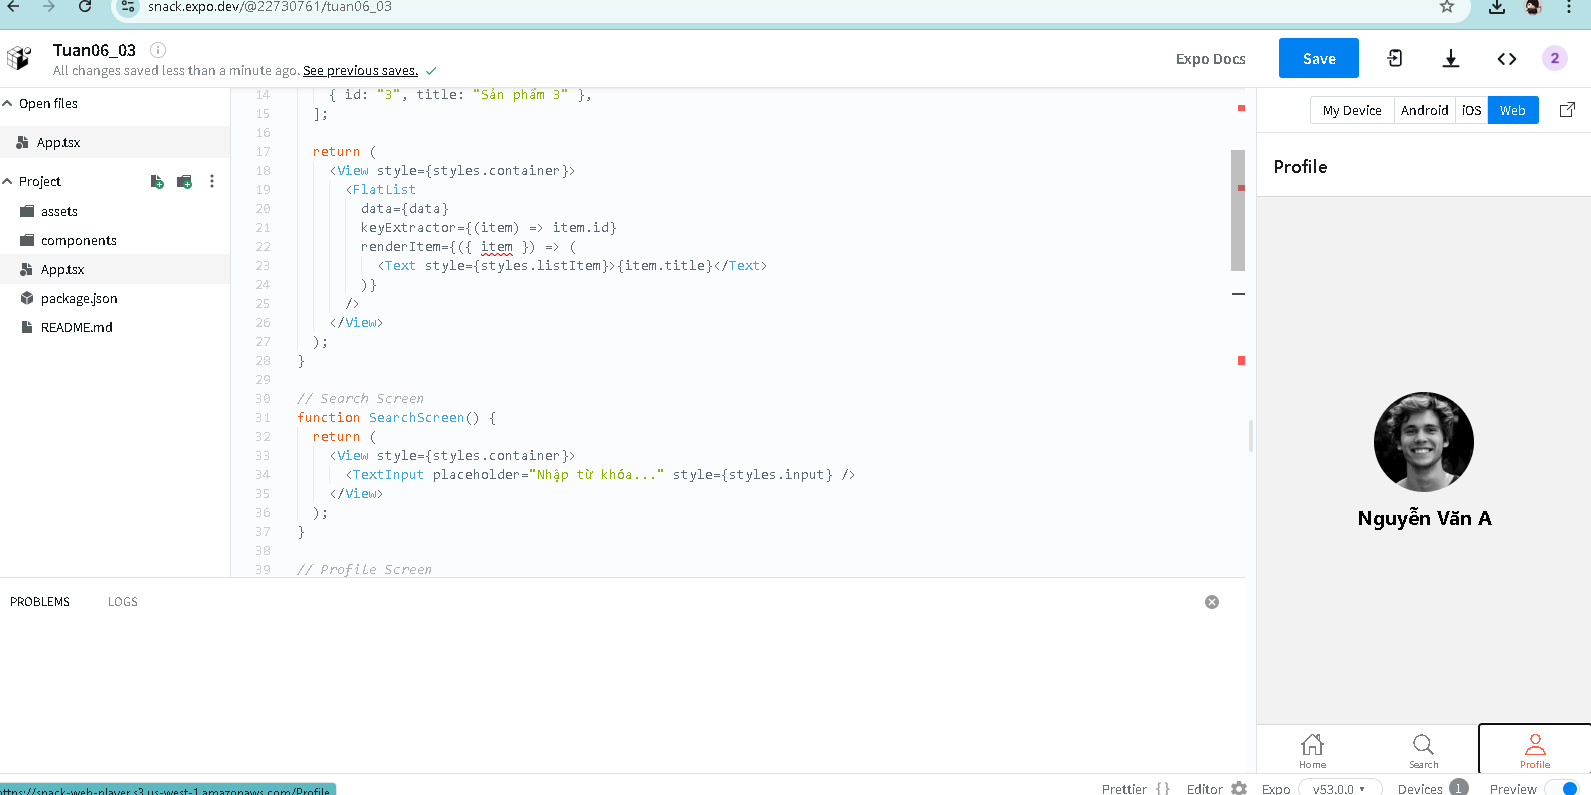 snack.expo.dev/@22730761/tuan06_03
Tuan06_03
All changes saved less than a minute ago. See previous saves.
Expo Docs
Save
2
Open files
App.tsx
Project
assets
components
App.tsx
package.json
README.md
14 { id: "3", title: "Sản phẩm 3" },
15 ];
16
17 return (
18 <View style={styles.container}>
19 <FlatList
20 data={data}
21 keyExtractor={(item) => item.id}
22 renderItem={({ item }) => (
23 <Text style={styles.listItem}>{item.title}</Text>
24 )}
25 />
26 </View>
27 );
28 }
29
30 // Search Screen
31 function SearchScreen() {
32 return (
33 <View style={styles.container}>
34 <TextInput placeholder="Nhập từ khóa..." style={styles.input} />
35 </View>
36 );
37 }
38
39 // Profile Screen
PROBLEMS
LOGS
My Device
Android
iOS
Web
Profile
Nguyễn Văn A
Home
Search
Profile
https://snack-web-player.s3.us-west-1.amazonaws.com/Profile
Prettier {}
Editor
Expo
v53.0.0
Devices
1
Preview